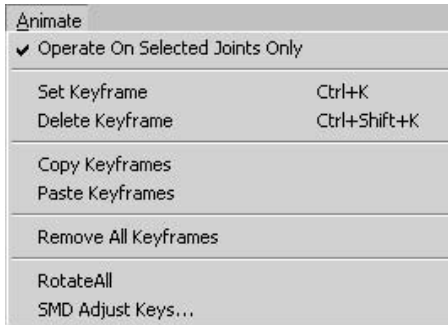 Animate
Operate On Selected Joints Only
Set Keyframe Ctrl+K
Delete Keyframe Ctrl+Shift+K
Copy Keyframes
Paste Keyframes
Remove All Keyframes
RotateAll
SMD Adjust Keys...